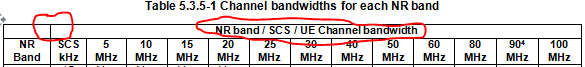 Table 5.3.5-1 Channel bandwidths for each NR band
NR band / SCS / UE Channel bandwidth
NR Band SCS kHz 5 MHz 10 MHz 15 MHz 20 MHz 25 MHz 30 MHz 40 MHz 50 MHz 60 MHz 80 MHz 90⁴ MHz 100 MHz